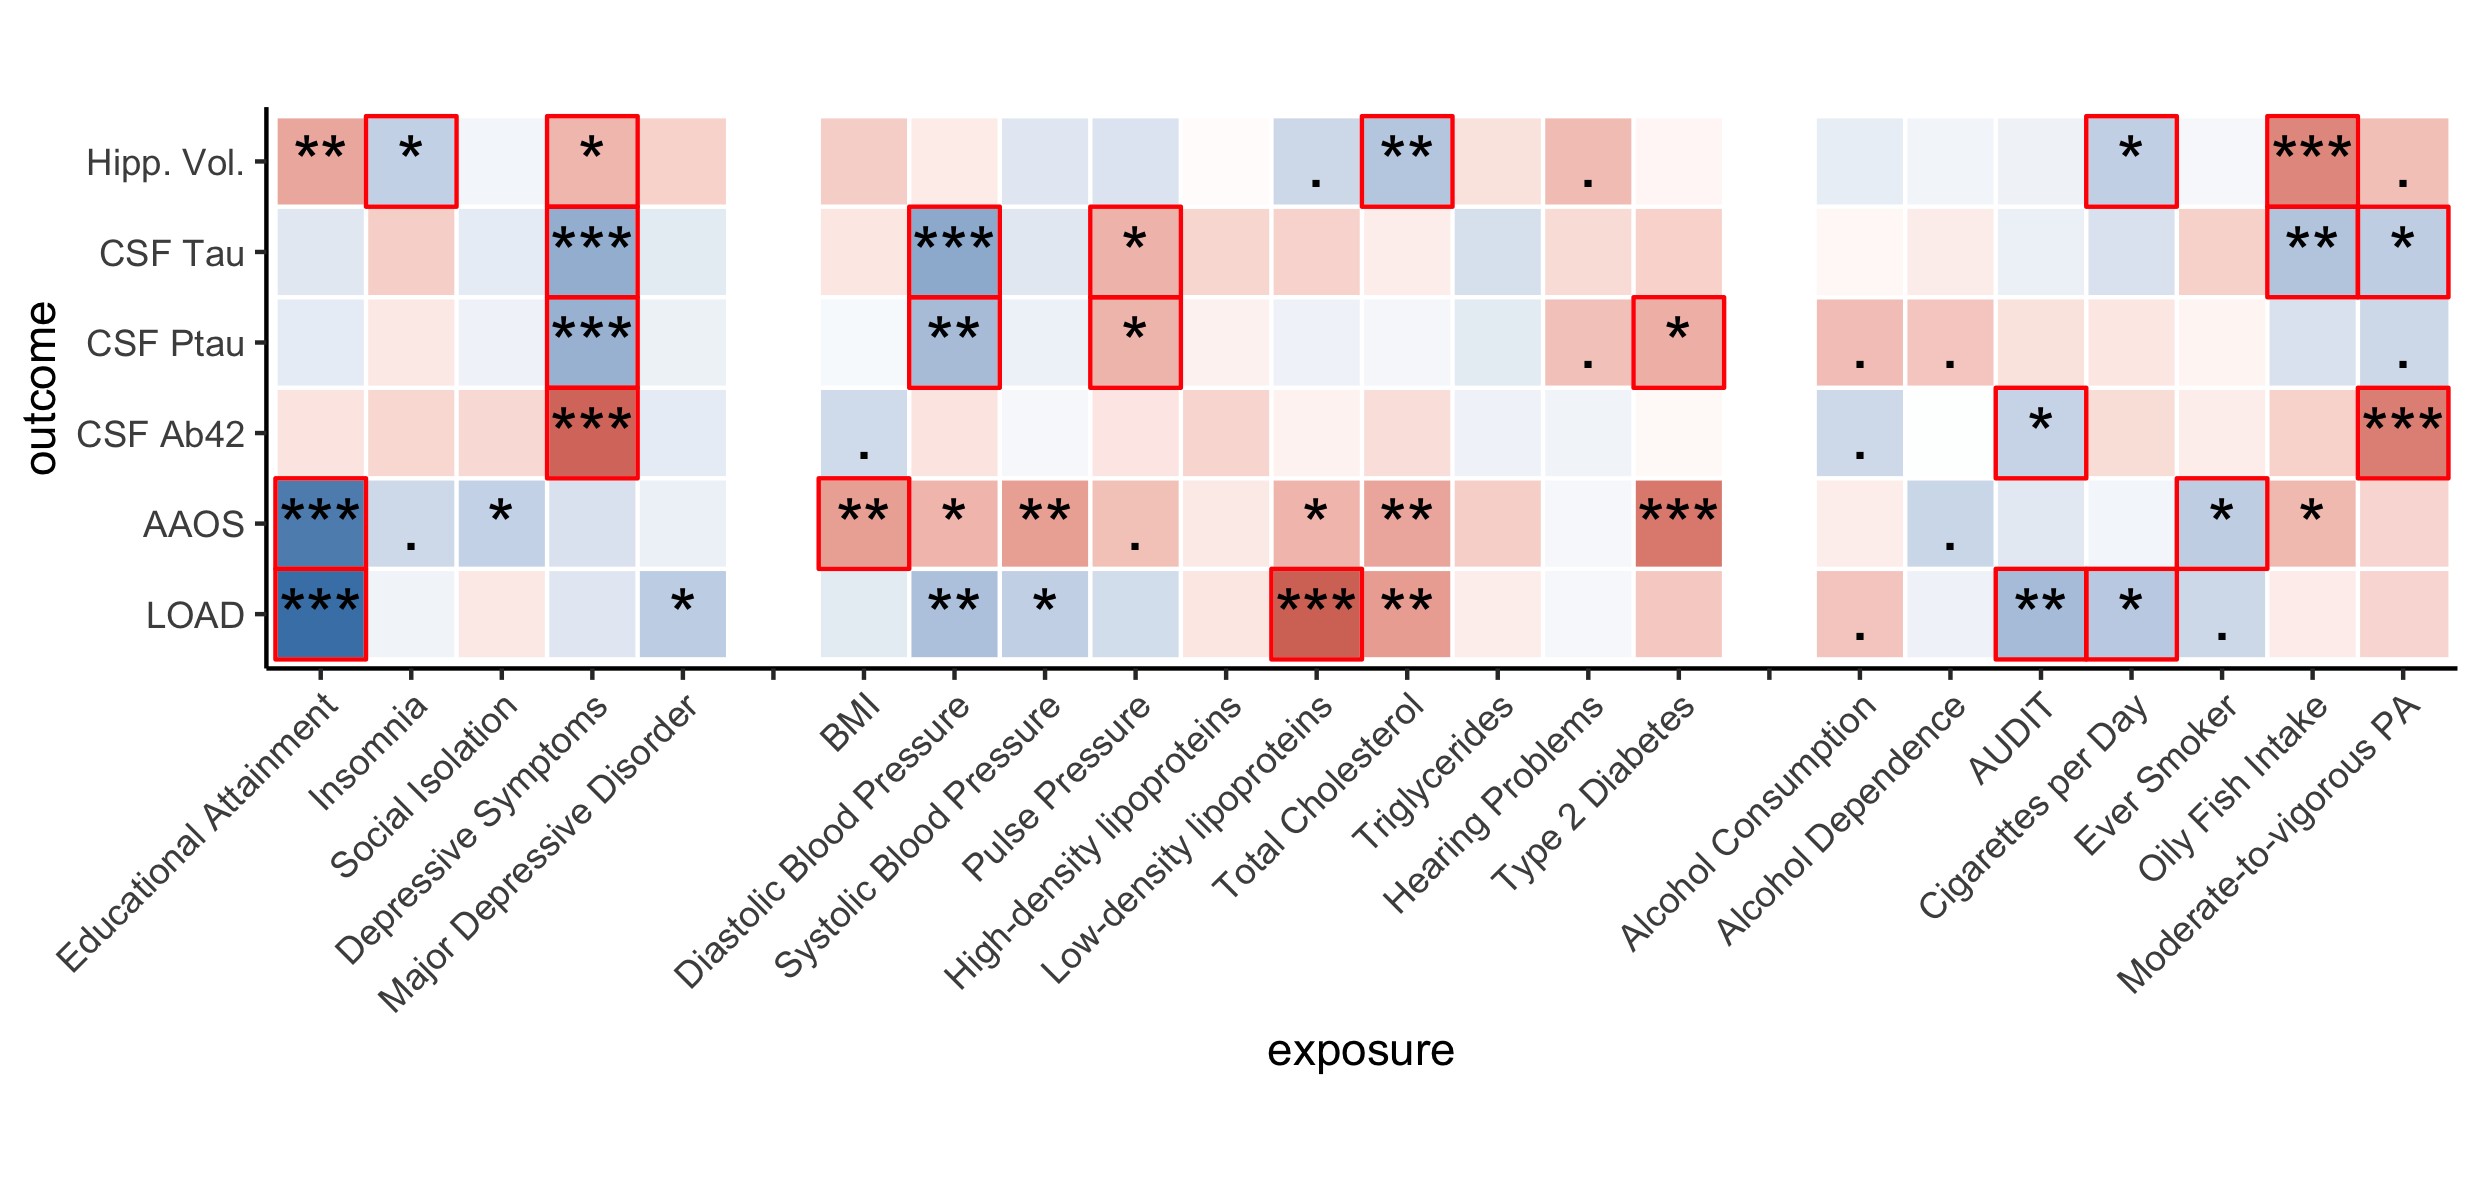 Hipp. Vol. ** * * . ** . * *** .
CSF Tau *** *** * ** *
CSF Ptau *** ** * . * . . .
CSF Ab42 *** . . * ***
AAOS *** . * ** * ** . * ** *** . * *
LOAD *** * ** * *** ** . ** * .
outcome
Educational Attainment
Insomnia
Social Isolation
Depressive Symptoms
Major Depressive Disorder
BMI
Diastolic Blood Pressure
Systolic Blood Pressure
Pulse Pressure
High-density lipoproteins
Low-density lipoproteins
Total Cholesterol
Triglycerides
Hearing Problems
Type 2 Diabetes
Alcohol Consumption
Alcohol Dependence
AUDIT
Cigarettes per Day
Ever Smoker
Oily Fish Intake
Moderate-to-vigorous PA
exposure